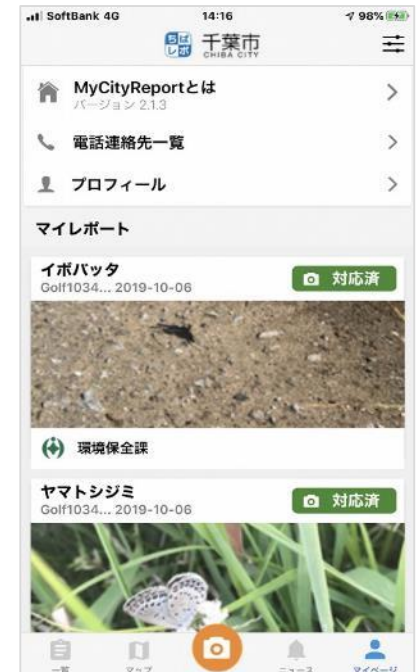 SoftBank 4G 14:16 98%
ちば
レポ
千葉市
CHIBA CITY
MyCityReportとは
バージョン 2.1.3
電話連絡先一覧
プロフィール
マイレポート
イボバッタ
Golf1034... 2019-10-06
対応済
環境保全課
ヤマトシジミ
Golf1034... 2019-10-06
対応済
一覧 マップ ニュース マイページ